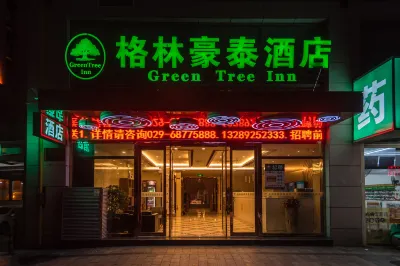 格林豪泰酒店
GreenTree
Inn
Green Tree Inn
酒店
详情请咨询029-68775888. 13289252333. 招聘前
药